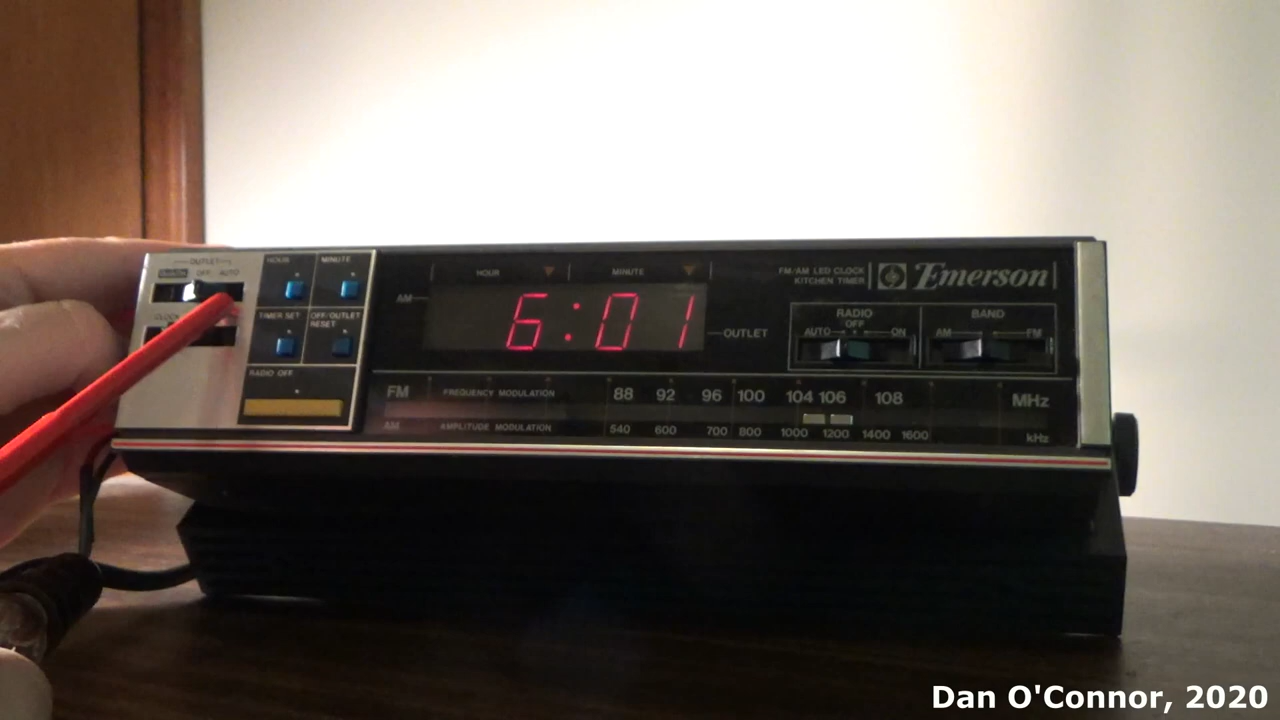 OUTLET
OFF AUTO
HOUR
MINUTE
CLOCK
TIMER SET
OFF/OUTLET
RESET
RADIO OFF
HOUR
MINUTE
AM
6:01
OUTLET
FM/AM LED CLOCK
KITCHEN TIMER
Emerson
RADIO
OFF
AUTO ON
BAND
AM FM
FM FREQUENCY MODULATION 88 92 96 100 104 106 108 MHz
AM AMPLITUDE MODULATION 540 600 700 800 1000 1200 1400 1600 kHz
Dan O'Connor, 2020